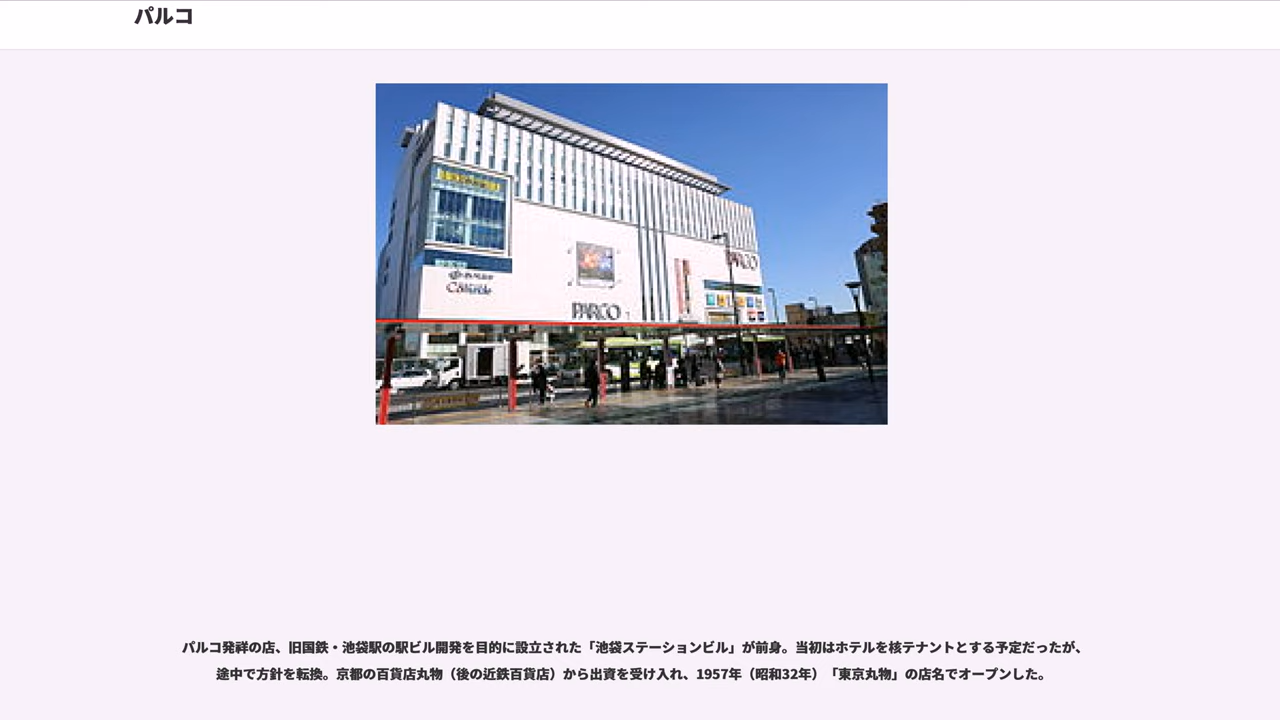 パルコ
PARCO
PARCO
パルコ発祥の店、旧国鉄・池袋駅の駅ビル開発を目的に設立された「池袋ステーションビル」が前身。当初はホテルを核テナントとする予定だったが、
途中で方針を転換。京都の百貨店丸物（後の近鉄百貨店）から出資を受け入れ、1957年（昭和32年）「東京丸物」の店名でオープンした。